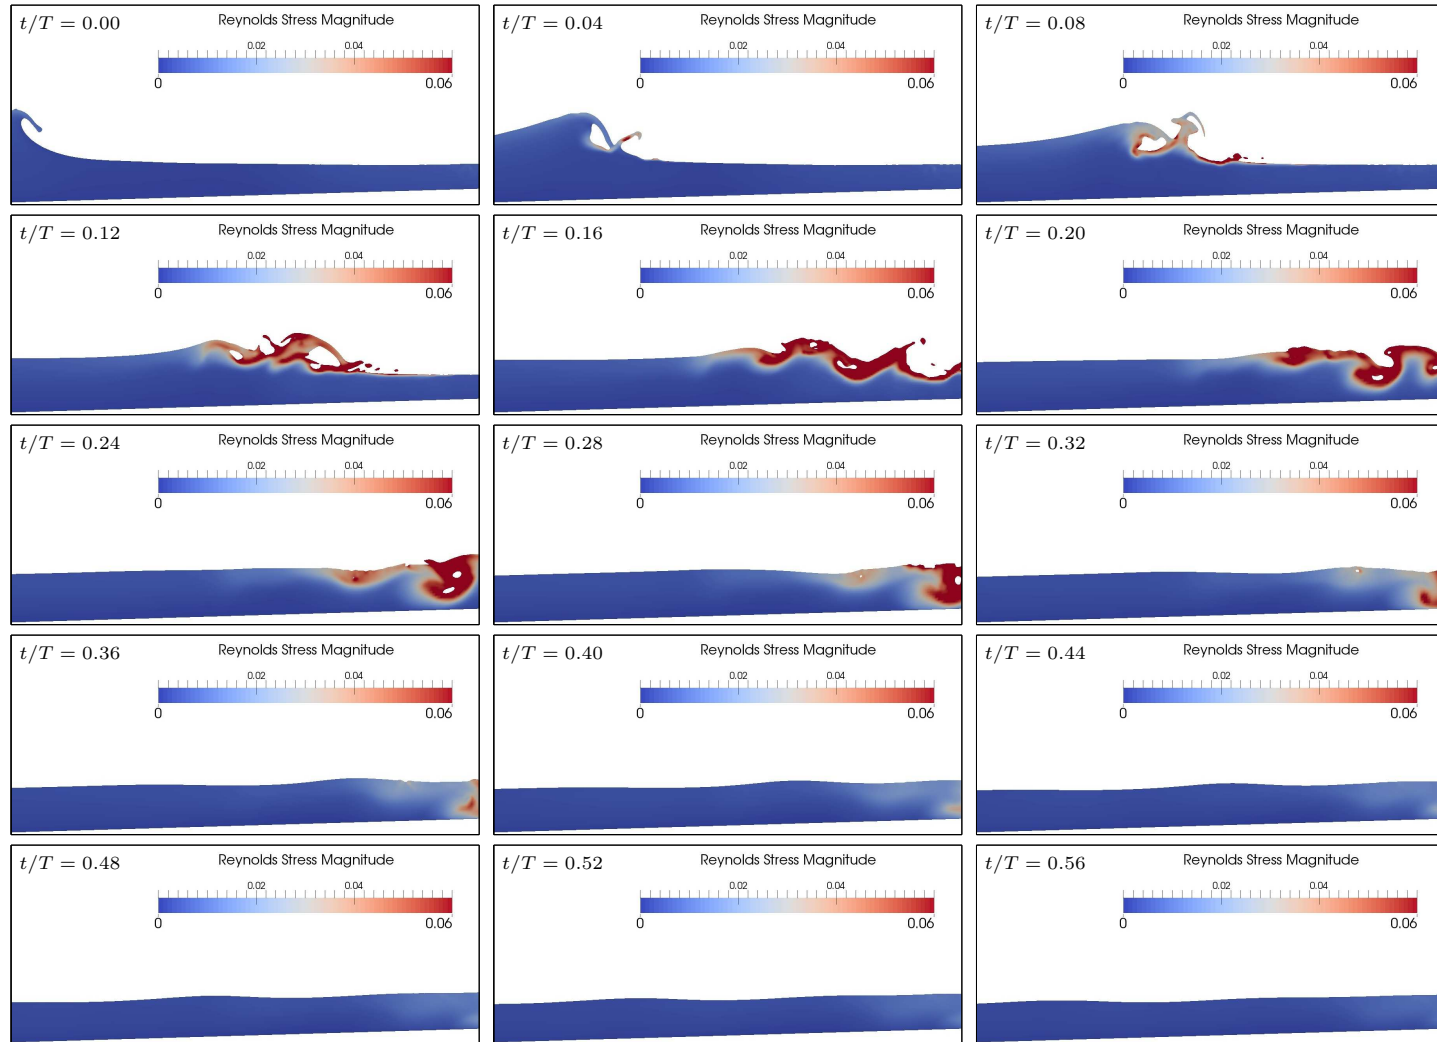 t/T = 0.00 Reynolds Stress Magnitude
0.02 0.04
0 0.06
t/T = 0.04 Reynolds Stress Magnitude
0.02 0.04
0 0.06
t/T = 0.08 Reynolds Stress Magnitude
0.02 0.04
0 0.06
t/T = 0.12 Reynolds Stress Magnitude
0.02 0.04
0 0.06
t/T = 0.16 Reynolds Stress Magnitude
0.02 0.04
0 0.06
t/T = 0.20 Reynolds Stress Magnitude
0.02 0.04
0 0.06
t/T = 0.24 Reynolds Stress Magnitude
0.02 0.04
0 0.06
t/T = 0.28 Reynolds Stress Magnitude
0.02 0.04
0 0.06
t/T = 0.32 Reynolds Stress Magnitude
0.02 0.04
0 0.06
t/T = 0.36 Reynolds Stress Magnitude
0.02 0.04
0 0.06
t/T = 0.40 Reynolds Stress Magnitude
0.02 0.04
0 0.06
t/T = 0.44 Reynolds Stress Magnitude
0.02 0.04
0 0.06
t/T = 0.48 Reynolds Stress Magnitude
0.02 0.04
0 0.06
t/T = 0.52 Reynolds Stress Magnitude
0.02 0.04
0 0.06
t/T = 0.56 Reynolds Stress Magnitude
0.02 0.04
0 0.06